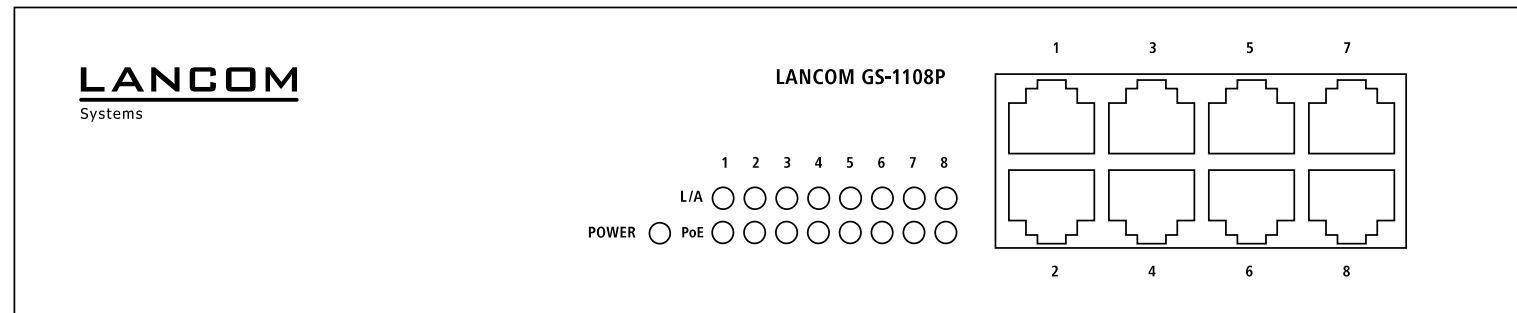 LANCOM
Systems
LANCOM GS-1108P
1 3 5 7
1 2 3 4 5 6 7 8
L/A
POWER PoE
2 4 6 8